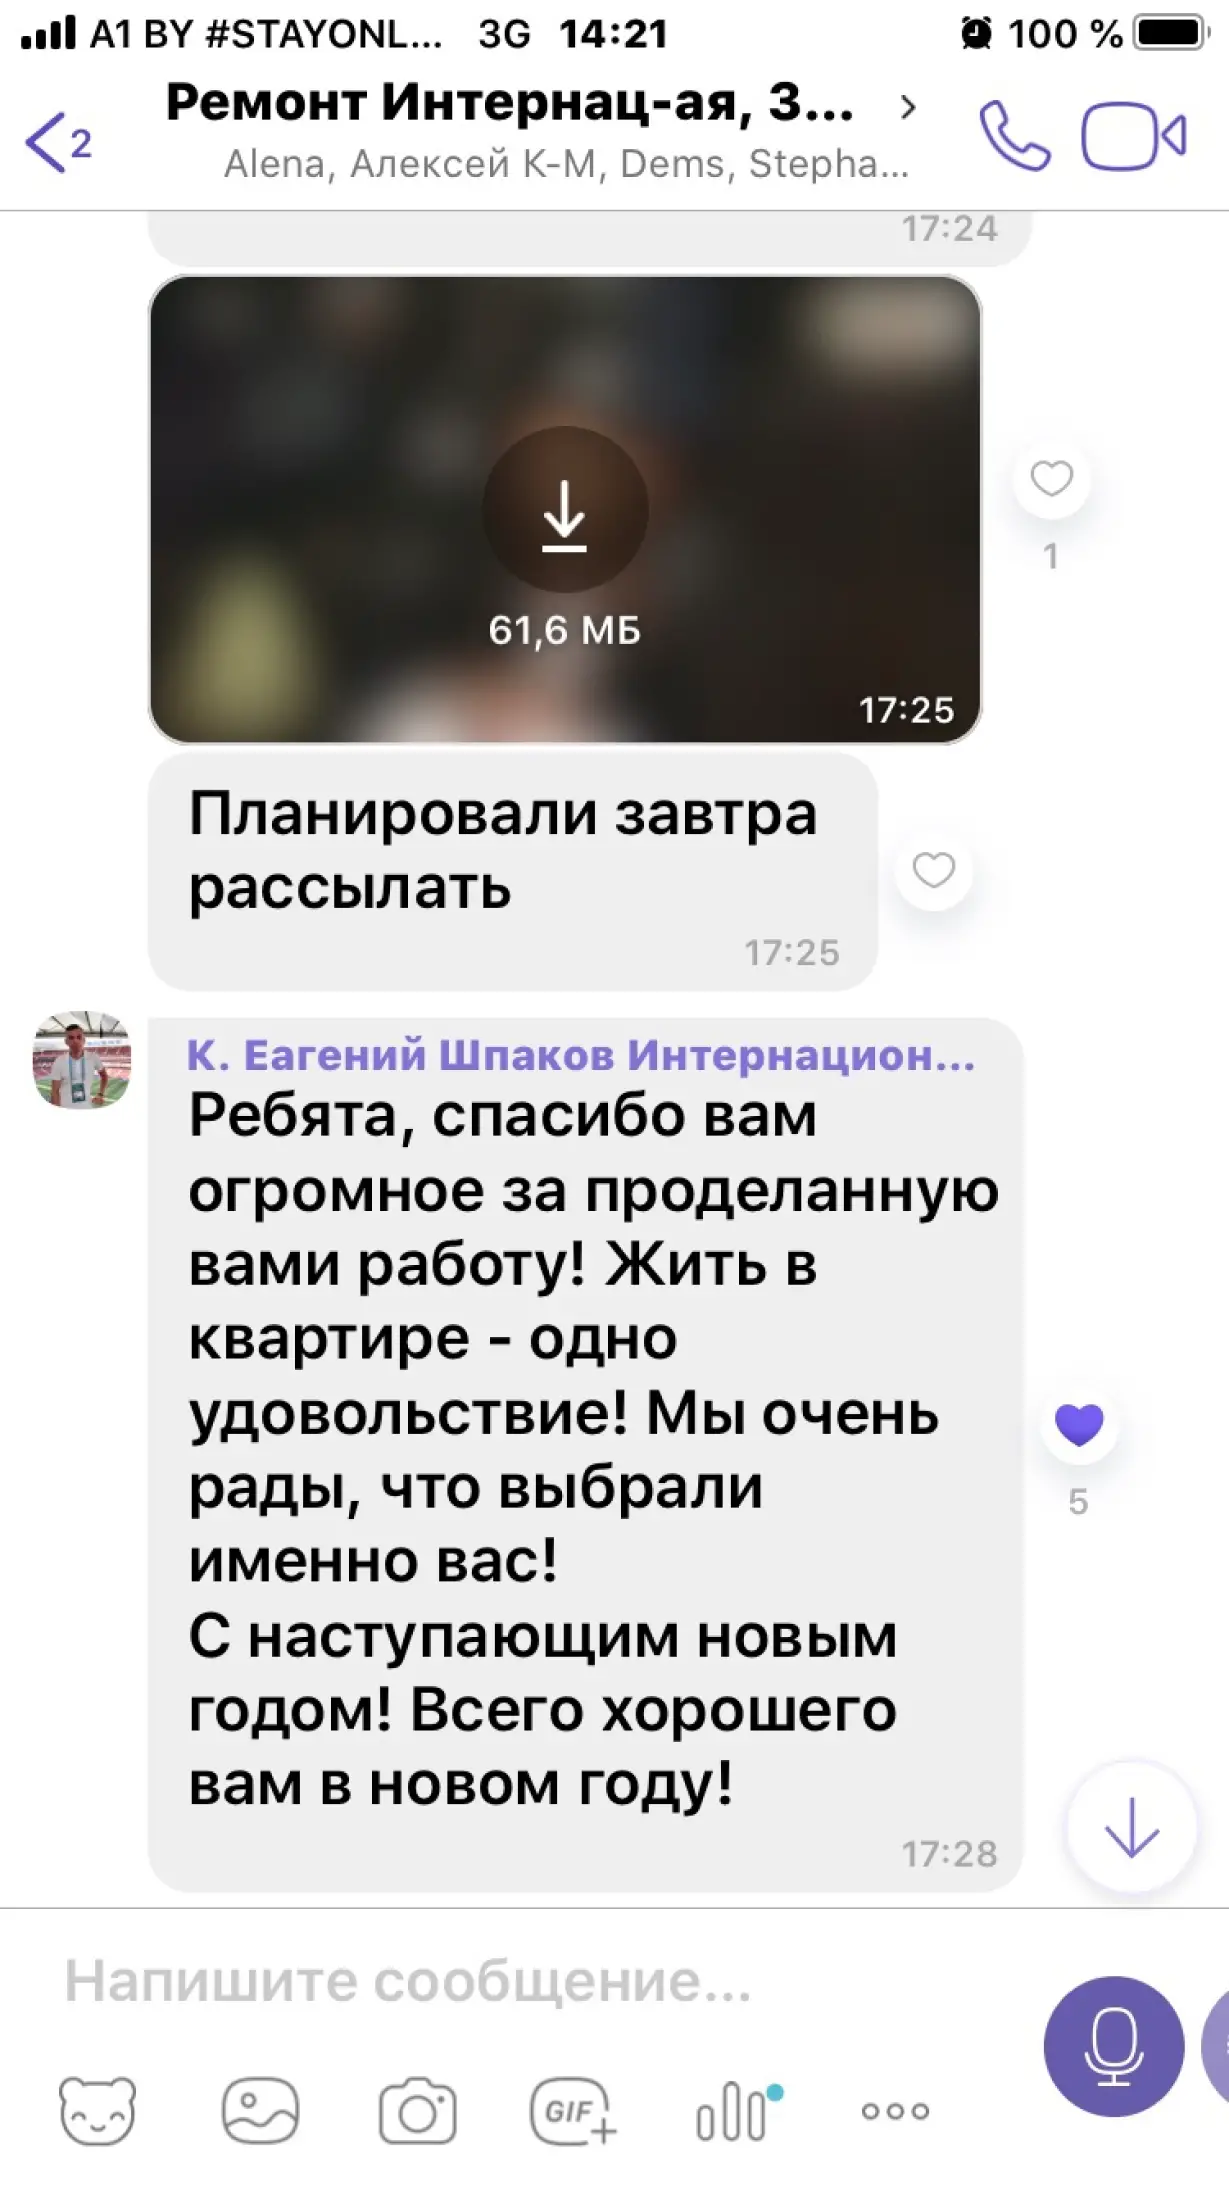 A1 BY #STAYONL... 3G 14:21 100 %
Ремонт Интернац-ая, 3...
2
Alena, Алексей К-М, Dems, Stepha...
17:24
61,6 МБ
17:25
1
Планировали завтра
рассылать
17:25
К. Еагений Шпаков Интернацион...
Ребята, спасибо вам
огромное за проделанную
вами работу! Жить в
квартире - одно
удовольствие! Мы очень
рады, что выбрали
именно вас!
С наступающим новым
годом! Всего хорошего
вам в новом году!
17:28
5
Напишите сообщение...
GIF